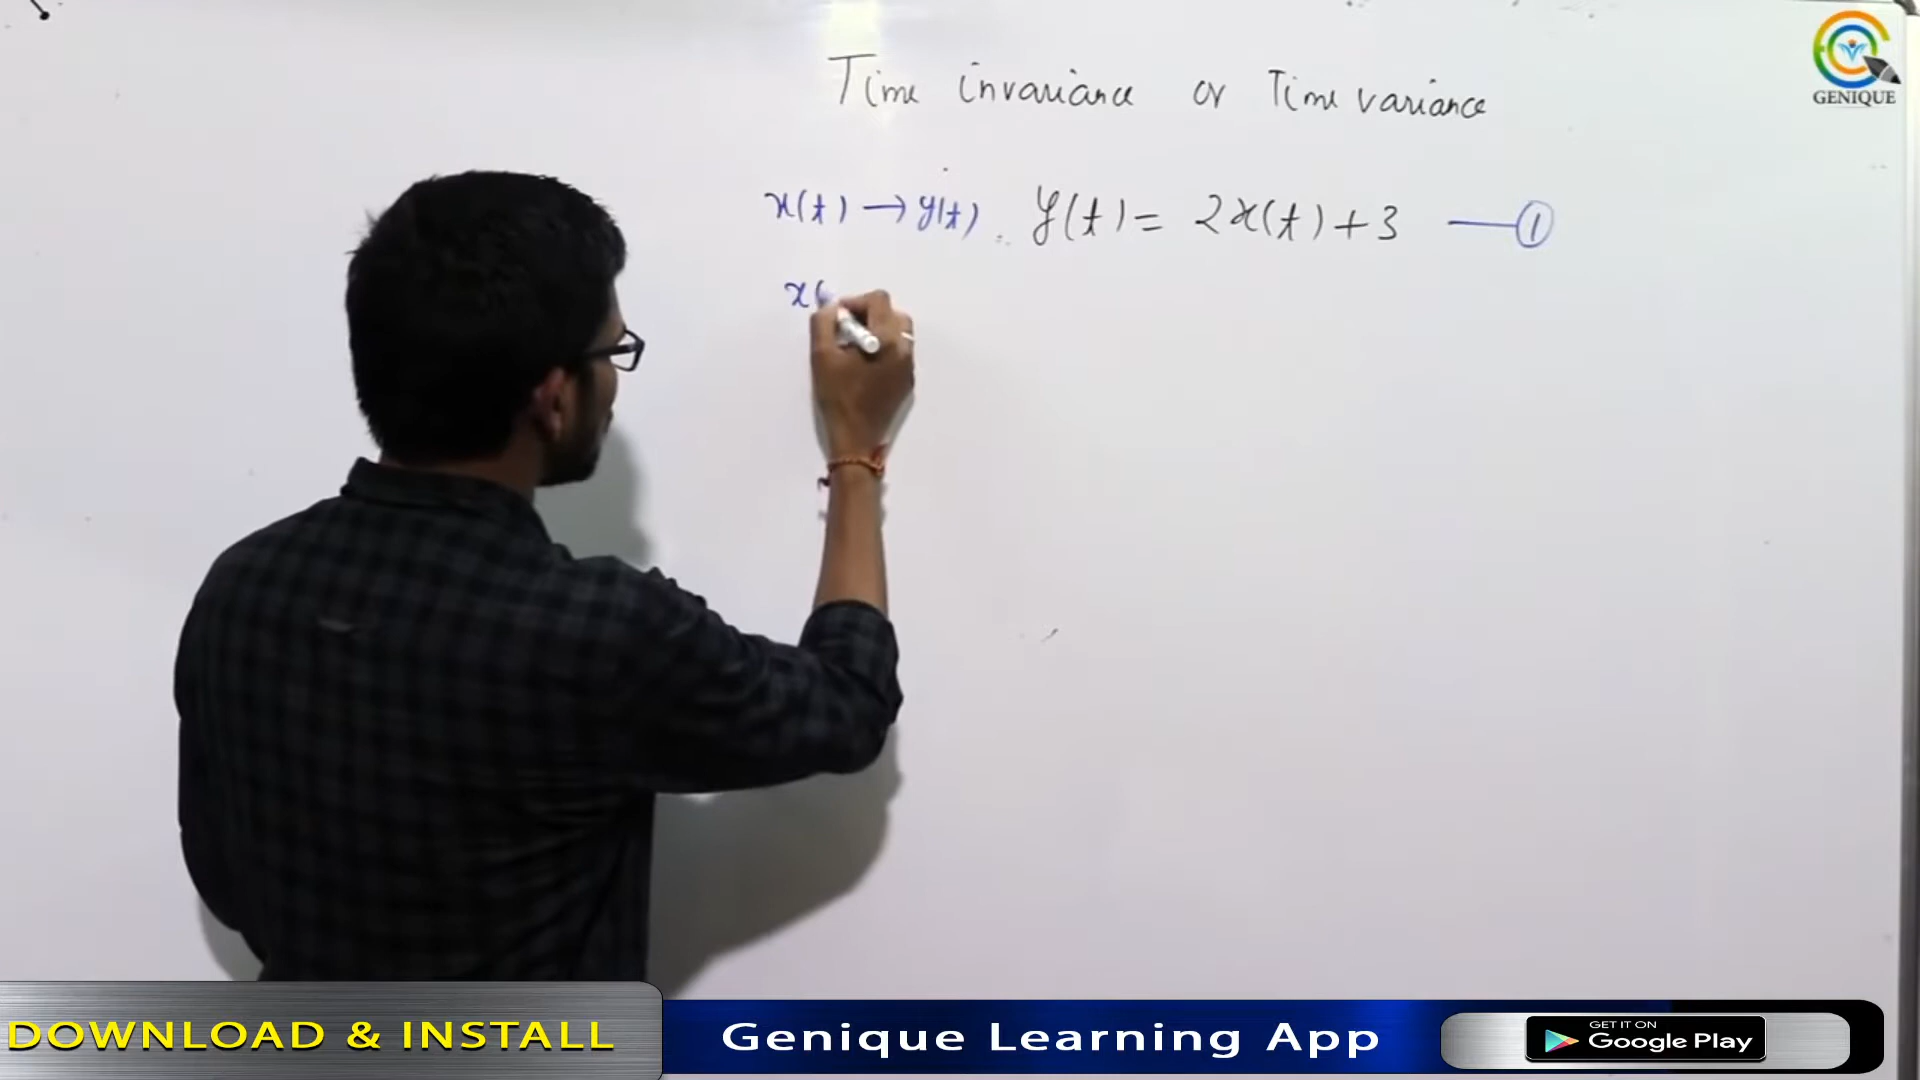 Time invariance or Time variance
GENIQUE
x(t) → y(t) y(t) = 2x(t) + 3 — ①
x(
DOWNLOAD & INSTALL
Genique Learning App
GET IT ON
Google Play